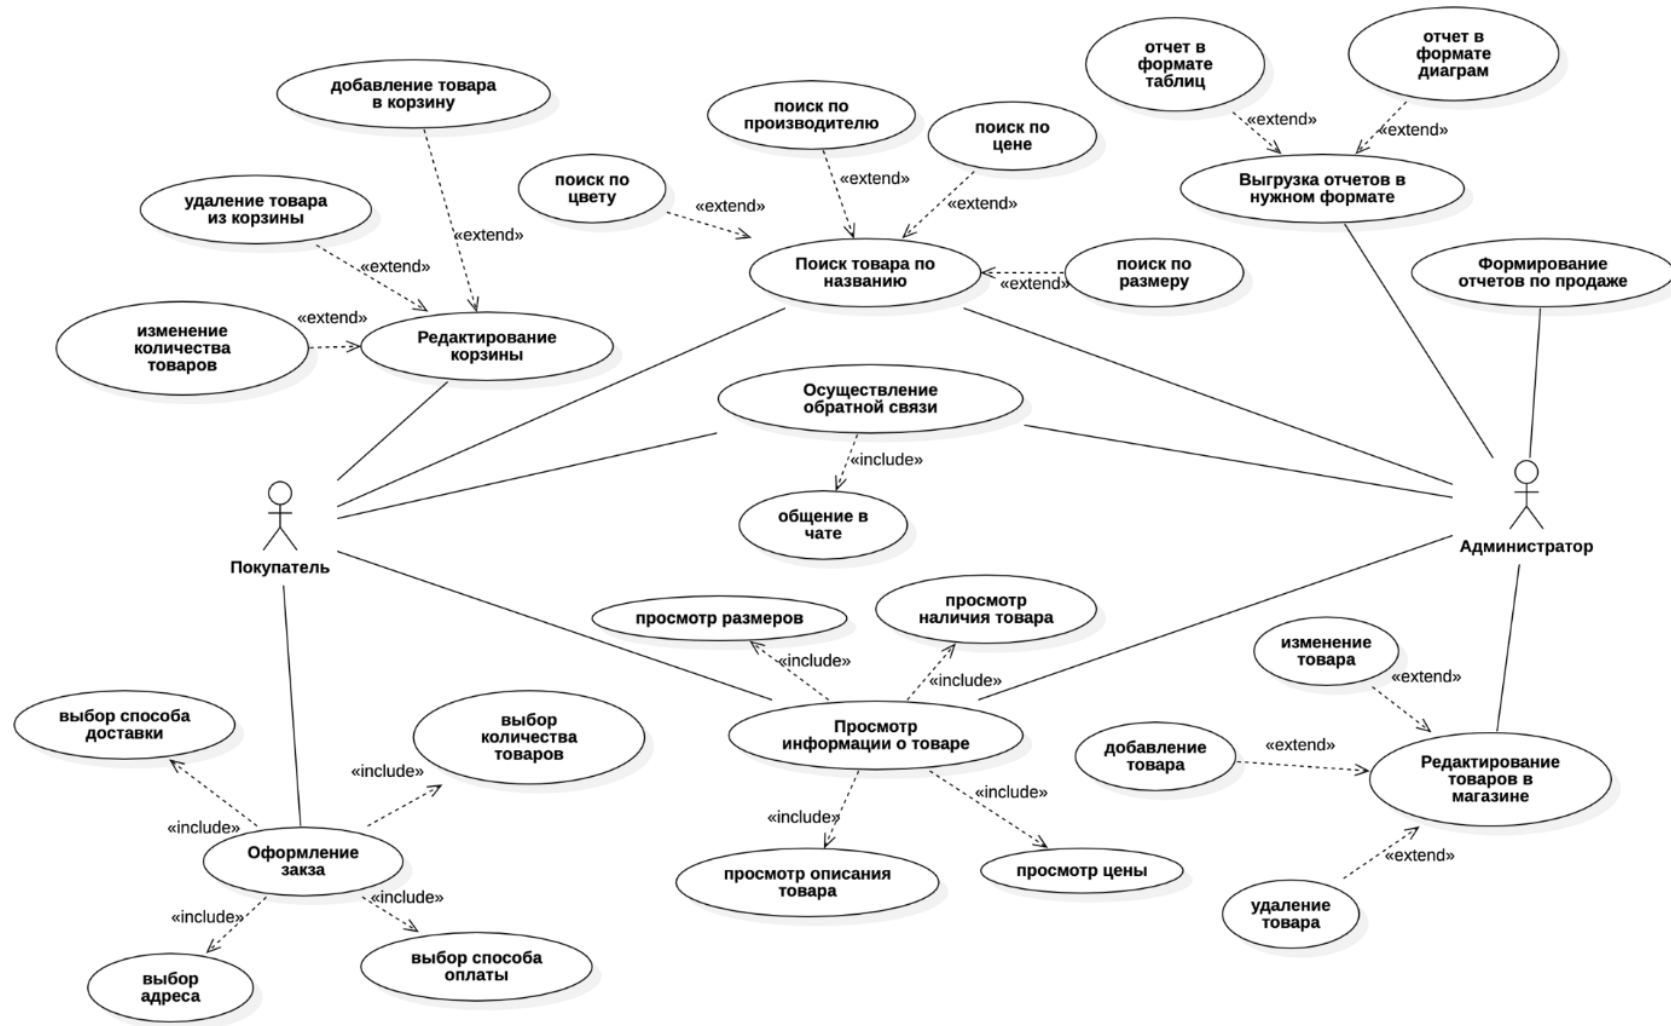 отчет в
формате
таблиц
отчет в
формате
диаграм
добавление товара
в корзину
поиск по
производителю
поиск по
цене
«extend»
«extend»
поиск по
цвету
«extend»
«extend»
«extend»
Выгрузка отчетов в
нужном формате
удаление товара
из корзины
«extend»
«extend»
Поиск товара по
названию
«extend»
поиск по
размеру
Формирование
отчетов по продаже
изменение
количества
товаров
«extend»
Редактирование
корзины
Осуществление
обратной связи
«include»
общение в
чате
Покупатель
Администратор
просмотр размеров
просмотр
наличия товара
«include»
«include»
изменение
товара
«extend»
выбор способа
доставки
выбор
количества
товаров
Просмотр
информации о товаре
добавление
товара
«extend»
Редактирование
товаров в
магазине
«include»
«include»
«include»
«include»
Оформление
закза
просмотр описания
товара
просмотр цены
«extend»
«include»
«include»
удаление
товара
выбор
адреса
выбор способа
оплаты